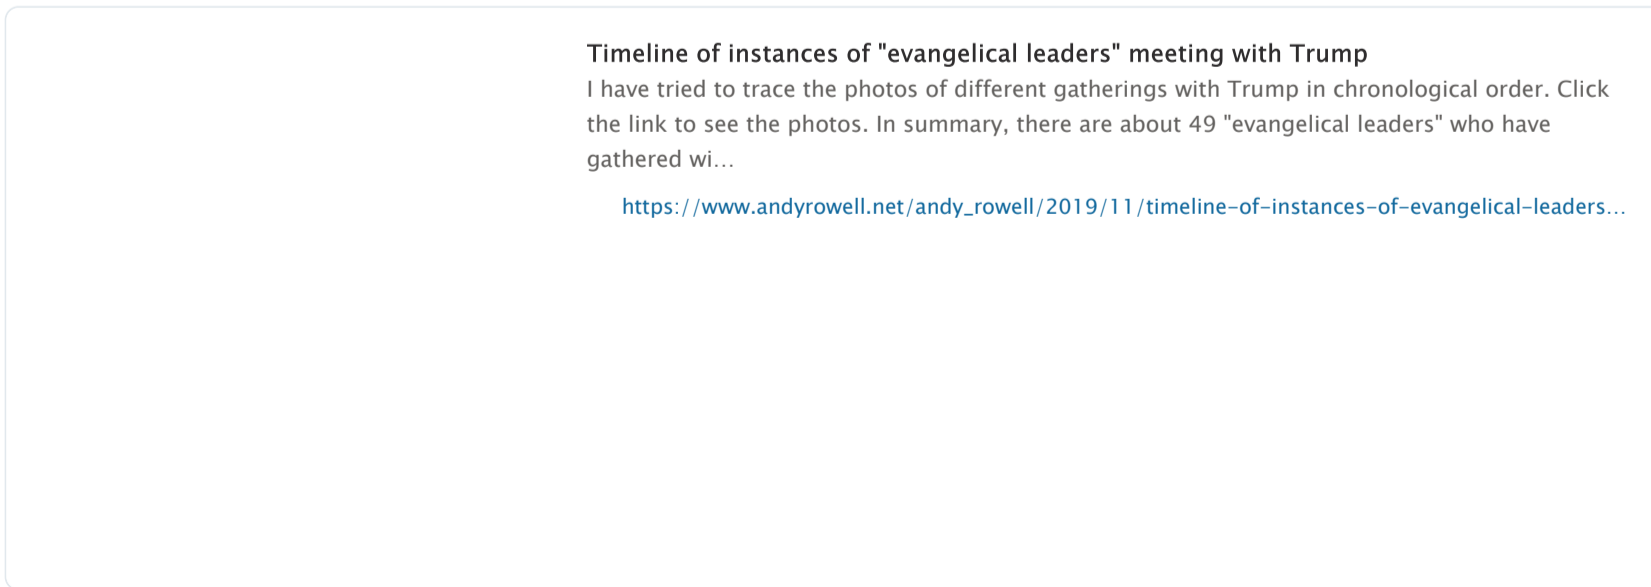 Timeline of instances of "evangelical leaders" meeting with Trump
I have tried to trace the photos of different gatherings with Trump in chronological order. Click
the link to see the photos. In summary, there are about 49 "evangelical leaders" who have
gathered wi…
https://www.andyrowell.net/andy_rowell/2019/11/timeline-of-instances-of-evangelical-leaders…